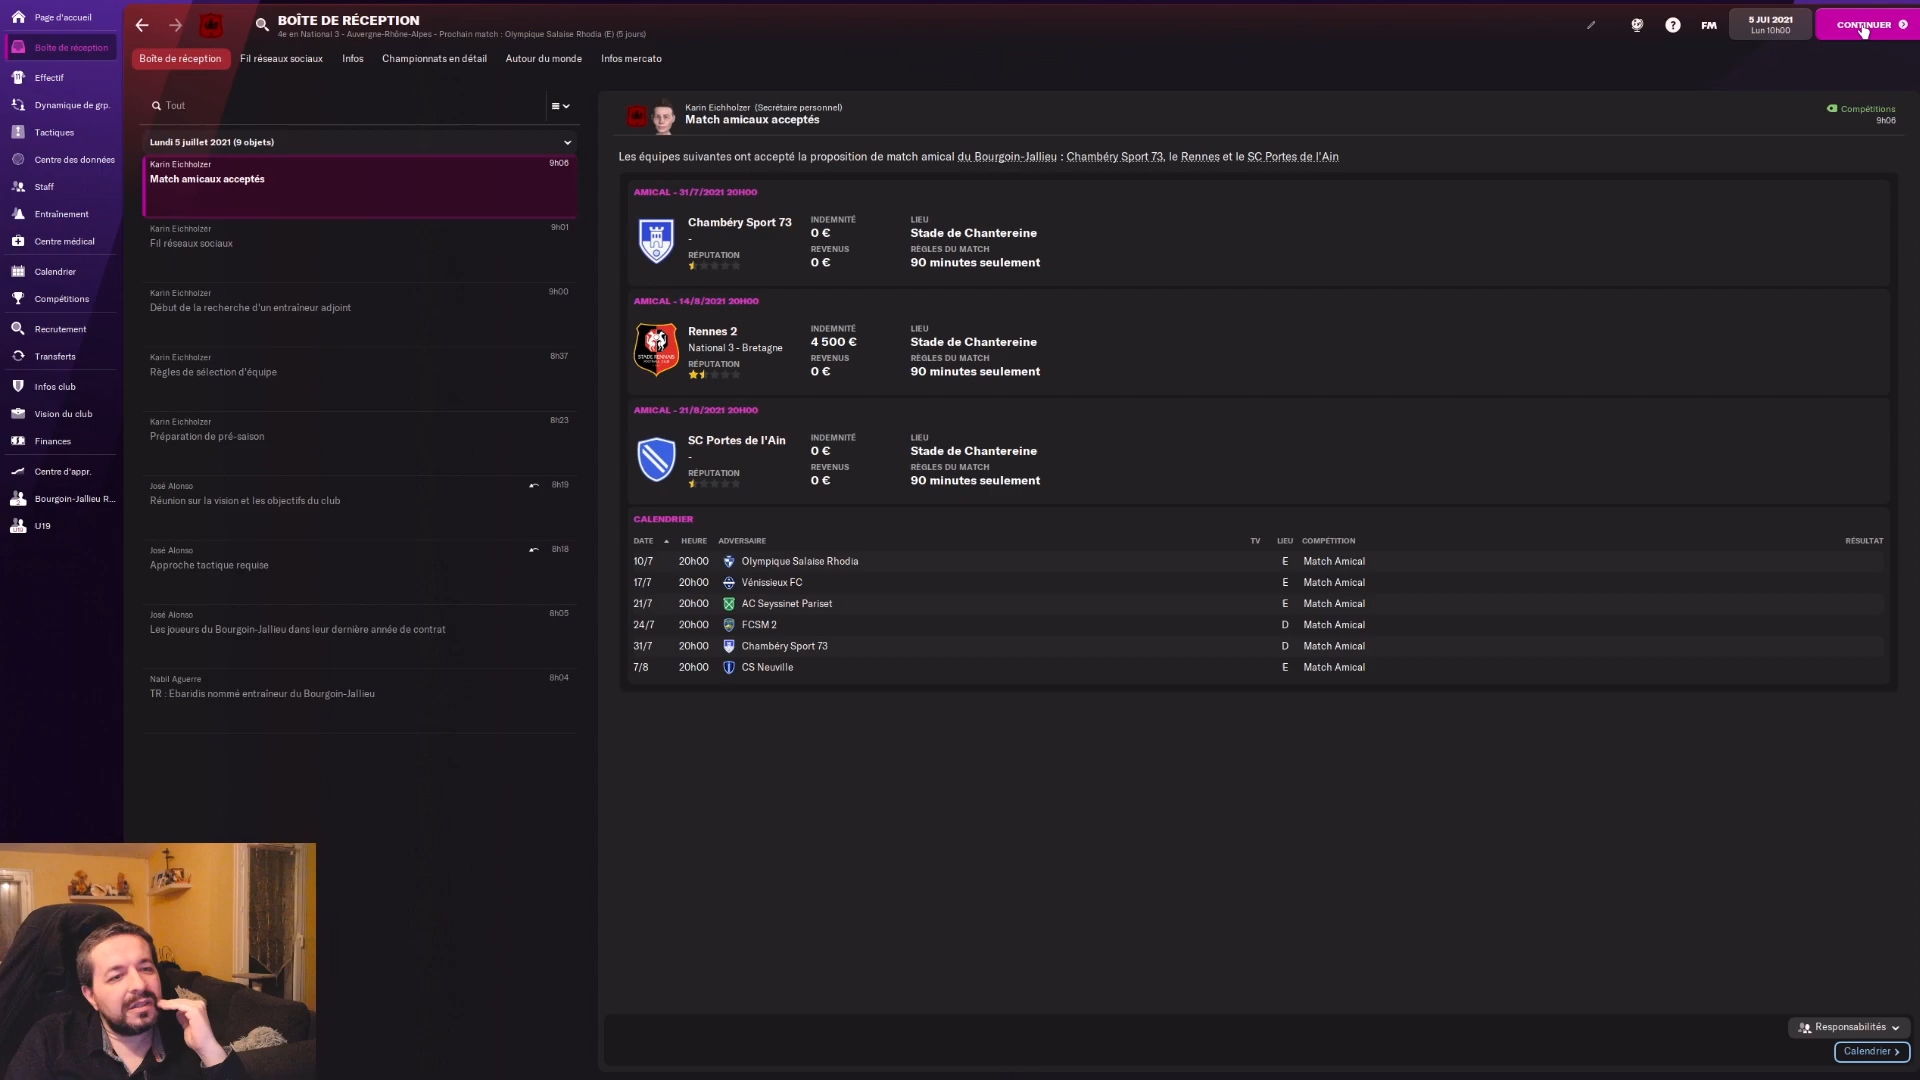 Page d'accueil
Boîte de réception
Effectif
Dynamique de grp.
Tactiques
Centre des données
Staff
Entraînement
Centre médical
Calendrier
Compétitions
Recrutement
Transferts
Infos club
Vision du club
Finances
Centre d'appr.
Bourgoin-Jallieu R...
U19
BOÎTE DE RÉCEPTION
4e en National 3 - Auvergne-Rhône-Alpes - Prochain match : Olympique Salaise Rhodia (E) (5 jours)
FM
5 JUI 2021
Lun 10h00
CONTINUER
Boîte de réception Fil réseaux sociaux Infos Championnats en détail Autour du monde Infos mercato
Tout
Lundi 5 juillet 2021 (9 objets)
Karin Eichholzer 9h06
Match amicaux acceptés
Karin Eichholzer 9h01
Fil réseaux sociaux
Karin Eichholzer 9h00
Début de la recherche d'un entraîneur adjoint
Karin Eichholzer 8h37
Règles de sélection d'équipe
Karin Eichholzer 8h23
Préparation de pré-saison
José Alonso 8h19
Réunion sur la vision et les objectifs du club
José Alonso 8h18
Approche tactique requise
José Alonso 8h05
Les joueurs du Bourgoin-Jallieu dans leur dernière année de contrat
Nabil Aguerre 8h04
TR : Ebaridis nommé entraîneur du Bourgoin-Jallieu
Karin Eichholzer (Secrétaire personnel)
Match amicaux acceptés
Compétitions
9h06
Les équipes suivantes ont accepté la proposition de match amical du Bourgoin-Jallieu : Chambéry Sport 73, le Rennes et le SC Portes de l'Ain
AMICAL - 31/7/2021 20H00
Chambéry Sport 73
-
RÉPUTATION
INDEMNITÉ
0 €
REVENUS
0 €
LIEU
Stade de Chantereine
RÈGLES DU MATCH
90 minutes seulement
AMICAL - 14/8/2021 20H00
STADE RENNAIS
Rennes 2
National 3 - Bretagne
RÉPUTATION
INDEMNITÉ
4 500 €
REVENUS
0 €
LIEU
Stade de Chantereine
RÈGLES DU MATCH
90 minutes seulement
AMICAL - 21/8/2021 20H00
SC Portes de l'Ain
-
RÉPUTATION
INDEMNITÉ
0 €
REVENUS
0 €
LIEU
Stade de Chantereine
RÈGLES DU MATCH
90 minutes seulement
CALENDRIER
DATE HEURE ADVERSAIRE TV LIEU COMPÉTITION RÉSULTAT
10/7 20h00 Olympique Salaise Rhodia E Match Amical
17/7 20h00 Vénissieux FC E Match Amical
21/7 20h00 AC Seyssinet Pariset E Match Amical
24/7 20h00 FCSM 2 D Match Amical
31/7 20h00 Chambéry Sport 73 D Match Amical
7/8 20h00 CS Neuville E Match Amical
Responsabilités
Calendrier